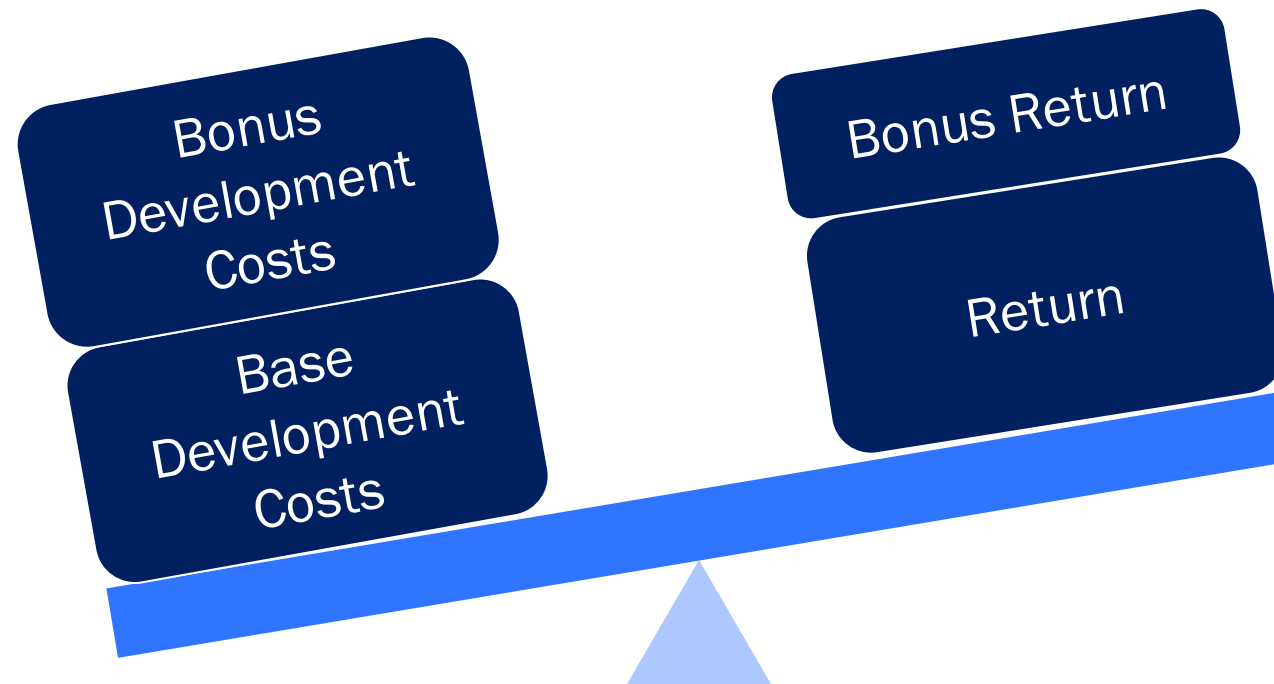 Bonus
Development
Costs
Base
Development
Costs
Bonus Return
Return